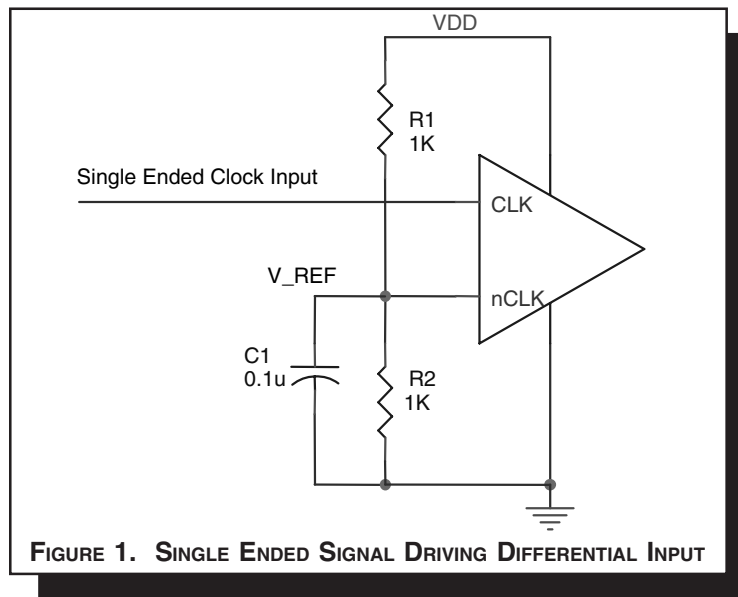 VDD
R1
1K
Single Ended Clock Input
CLK
V_REF
nCLK
C1
0.1u
R2
1K
FIGURE 1. SINGLE ENDED SIGNAL DRIVING DIFFERENTIAL INPUT